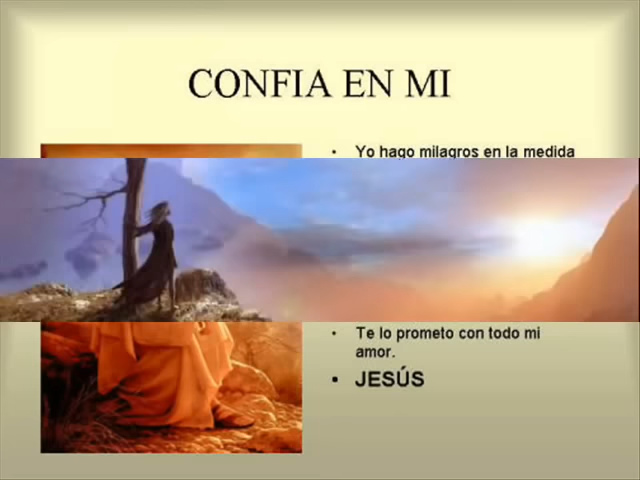 CONFIA EN MI
• Yo hago milagros en la medida
• Te lo prometo con todo mi
amor.
• JESÚS